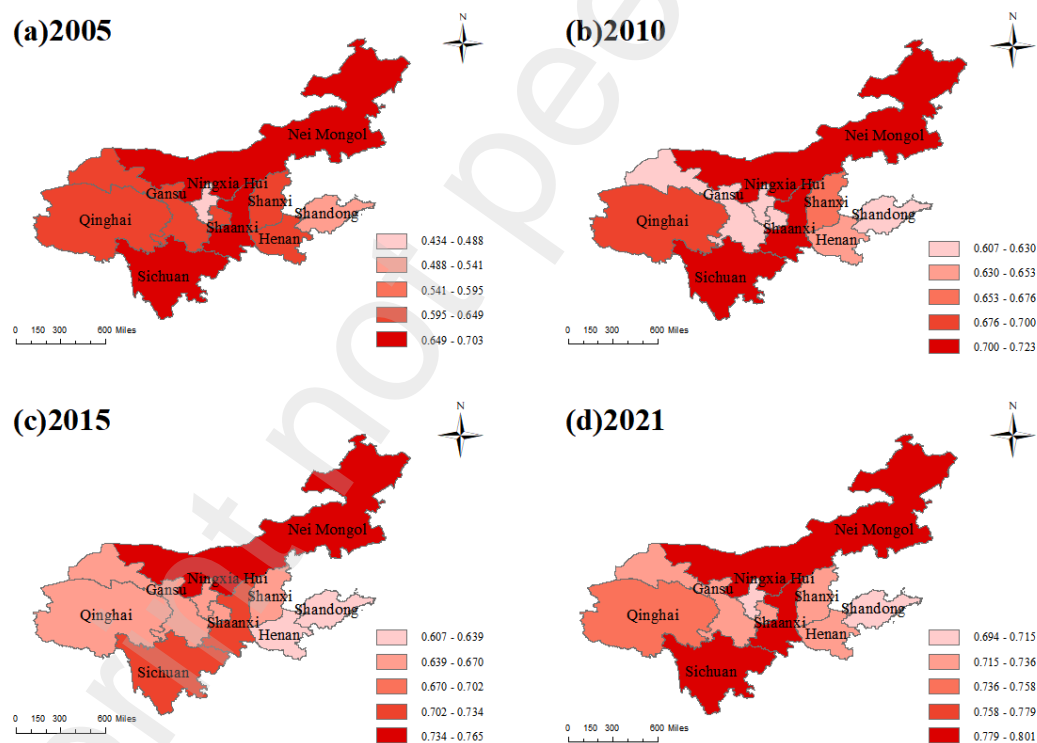 (a)2005
N
Nei Mongol
Ningxia Hui
Gansu
Shanxi
Qinghai
Shandong
Shaanxi
Henan
Sichuan
0.434 - 0.488
0.488 - 0.541
0.541 - 0.595
0.595 - 0.649
0.649 - 0.703
0 150 300 600 Miles
(b)2010
N
Nei Mongol
Ningxia Hui
Gansu
Shanxi
Qinghai
Shandong
Shaanxi
Henan
Sichuan
0.607 - 0.630
0.630 - 0.653
0.653 - 0.676
0.676 - 0.700
0.700 - 0.723
0 150 300 600 Miles
(c)2015
N
Nei Mongol
Ningxia Hui
Gansu
Shanxi
Qinghai
Shandong
Shaanxi
Henan
Sichuan
0.607 - 0.639
0.639 - 0.670
0.670 - 0.702
0.702 - 0.734
0.734 - 0.765
0 150 300 600 Miles
(d)2021
N
Nei Mongol
Ningxia Hui
Gansu
Shanxi
Qinghai
Shandong
Shaanxi
Henan
Sichuan
0.694 - 0.715
0.715 - 0.736
0.736 - 0.758
0.758 - 0.779
0.779 - 0.801
0 150 300 600 Miles
rint not pee